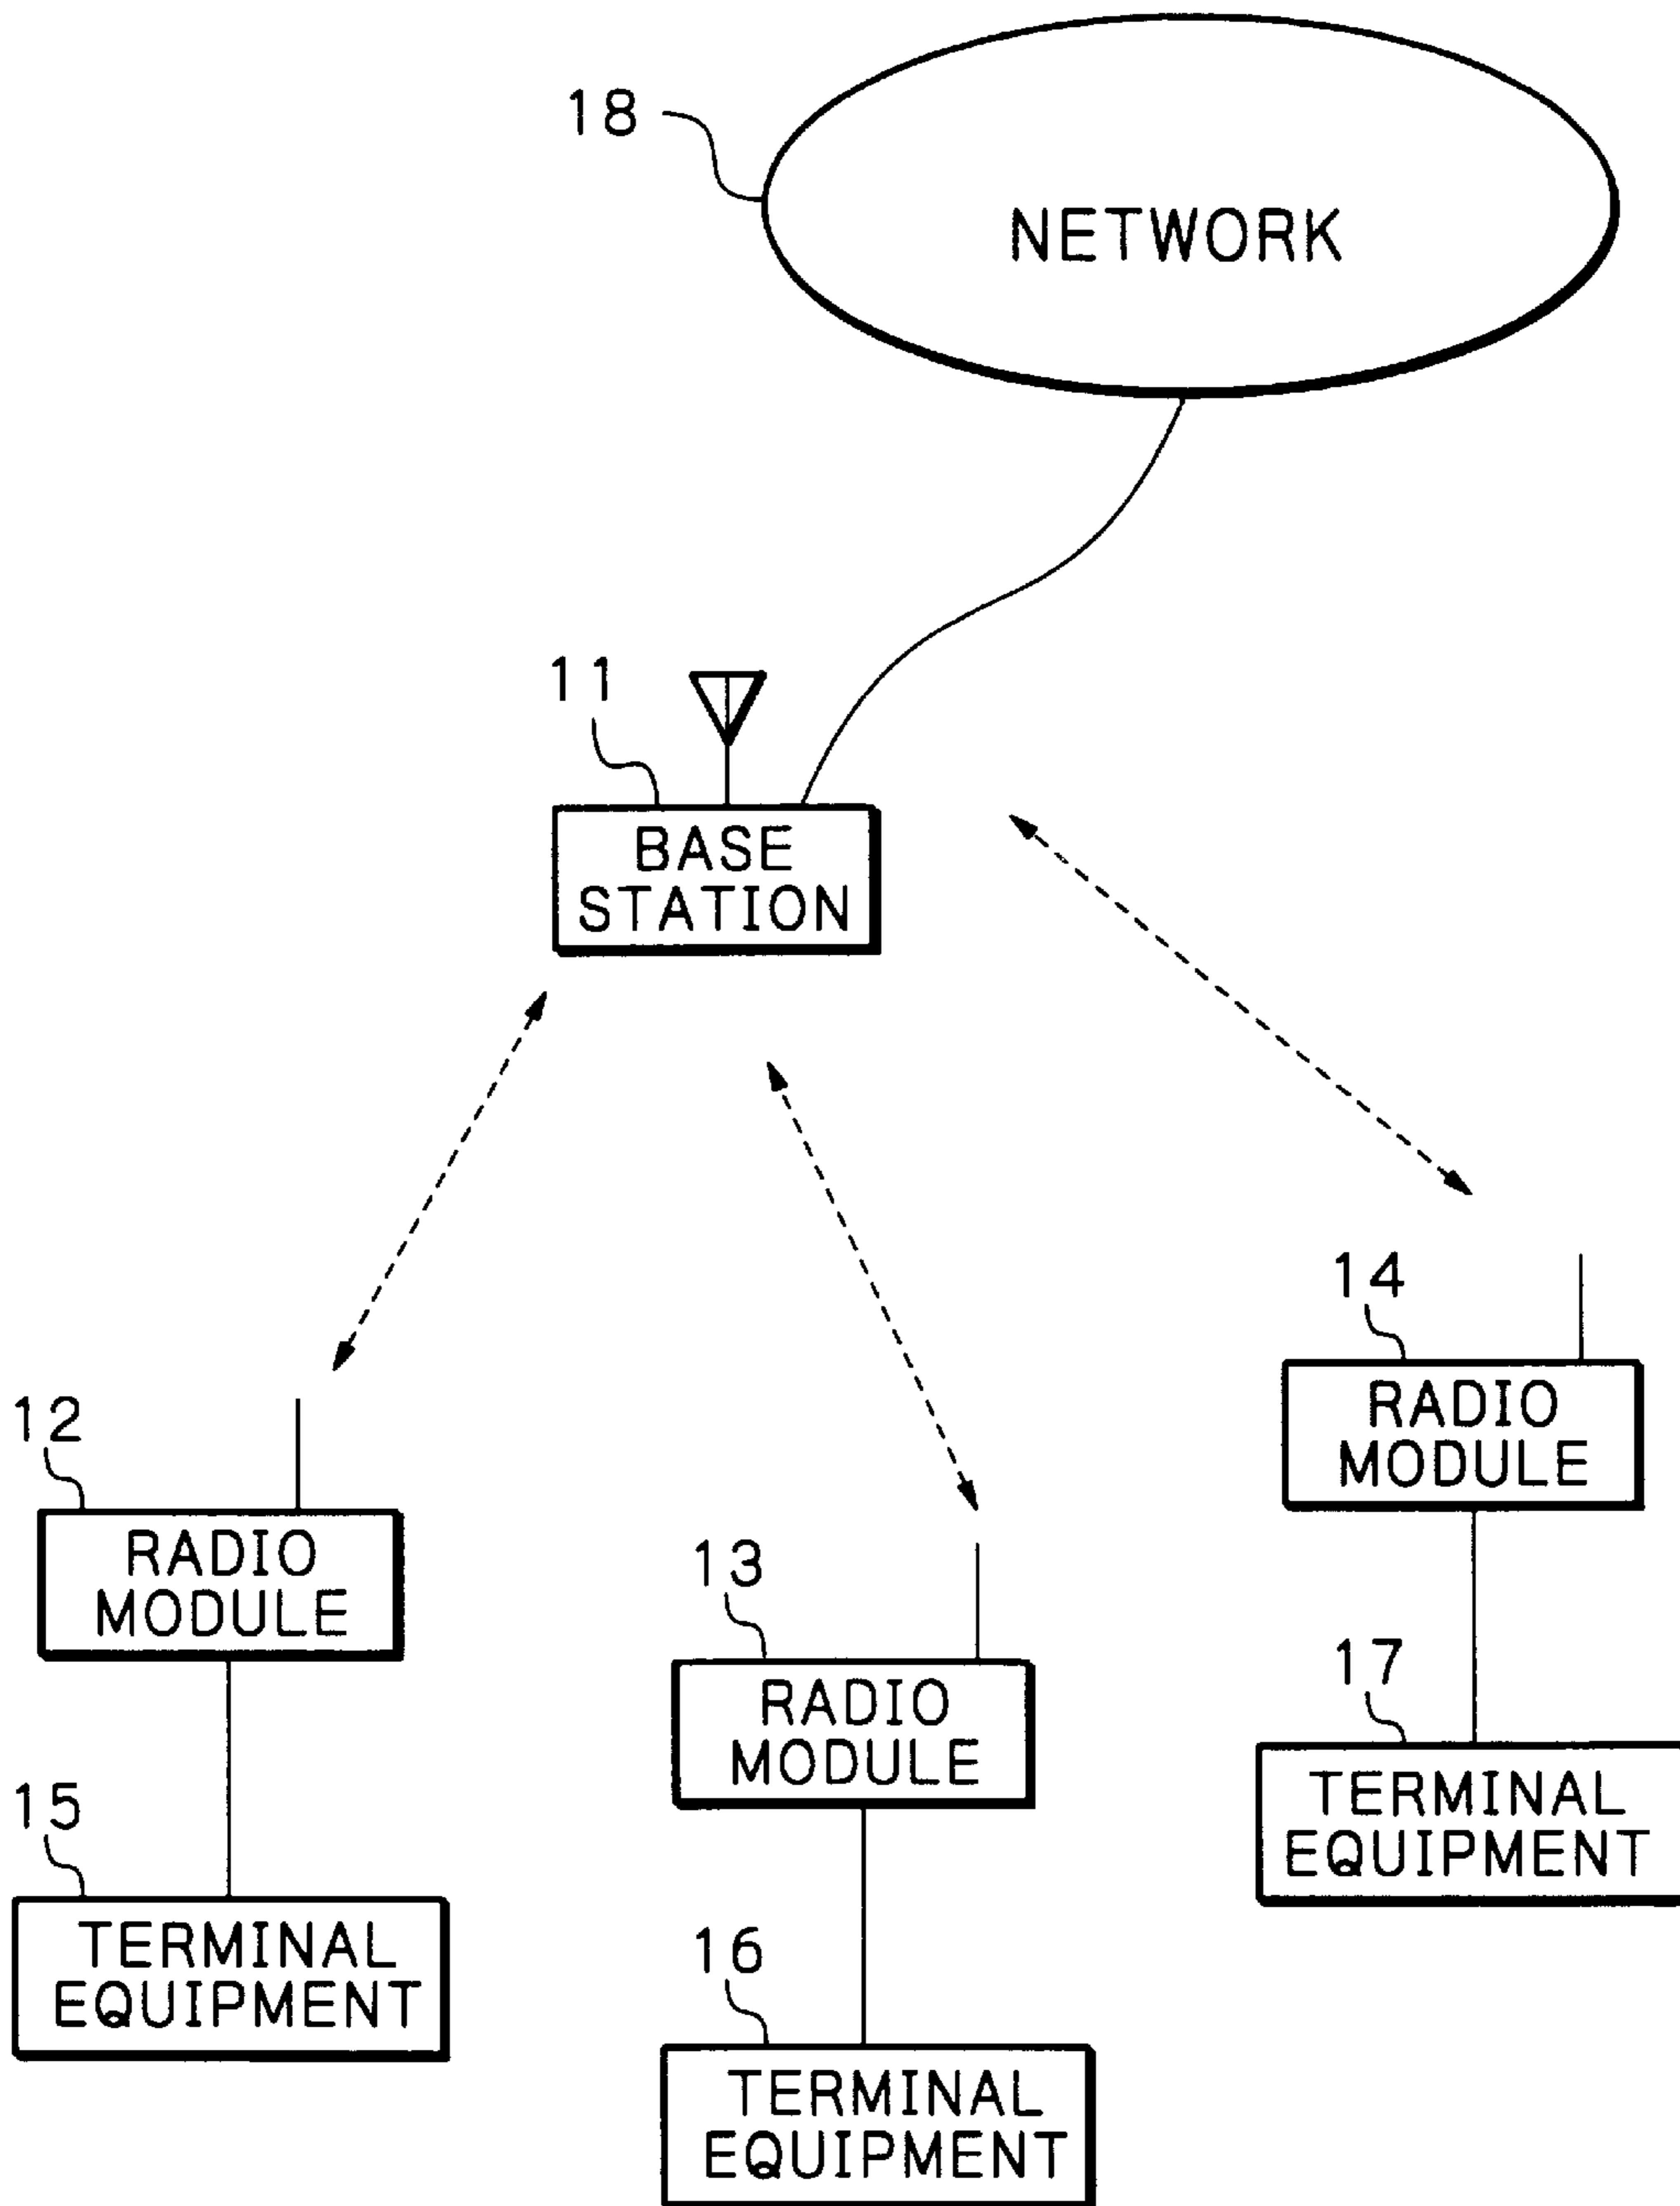 18
NETWORK
11
BASE
STATION
14
RADIO
MODULE
12
RADIO
MODULE
13
RADIO
MODULE
17
TERMINAL
EQUIPMENT
15
TERMINAL
EQUIPMENT
16
TERMINAL
EQUIPMENT